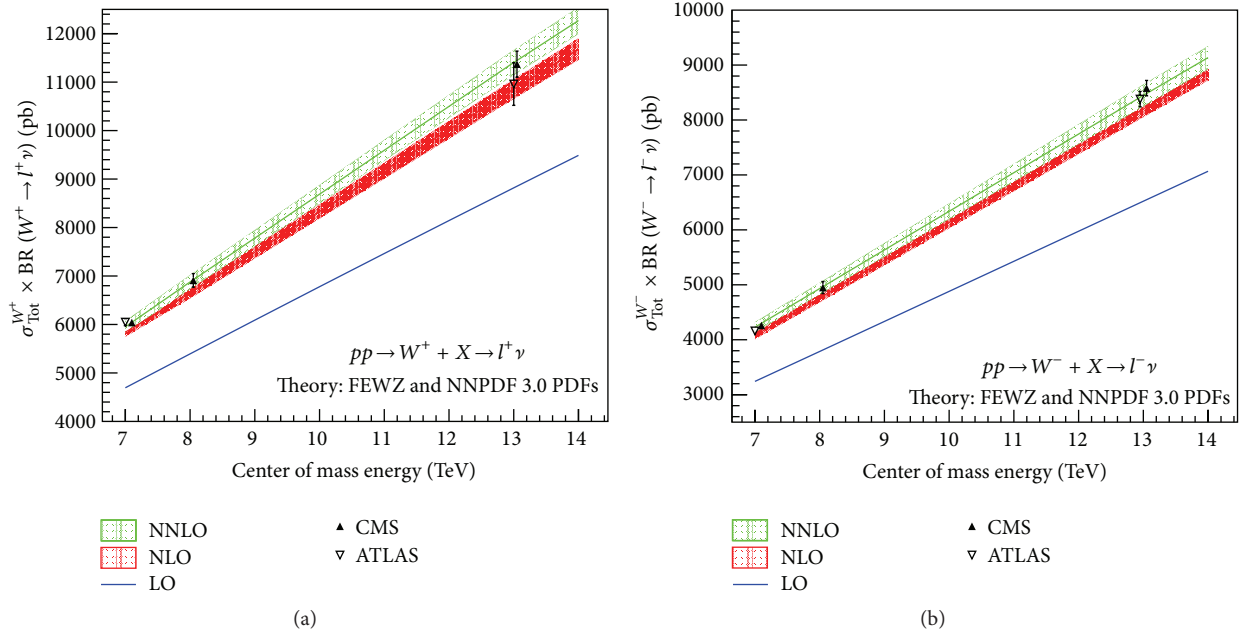 12000
11000
10000
9000
8000
7000
6000
5000
4000
σ_Tot^{W⁺} × BR (W⁺ → l⁺ν) (pb)
pp → W⁺ + X → l⁺ν
Theory: FEWZ and NNPDF 3.0 PDFs
7 8 9 10 11 12 13 14
Center of mass energy (TeV)
NNLO
NLO
LO
CMS
ATLAS
(a)
10000
9000
8000
7000
6000
5000
4000
3000
σ_Tot^{W⁻} × BR (W⁻ → l⁻ν) (pb)
pp → W⁻ + X → l⁻ν
Theory: FEWZ and NNPDF 3.0 PDFs
7 8 9 10 11 12 13 14
Center of mass energy (TeV)
NNLO
NLO
LO
CMS
ATLAS
(b)